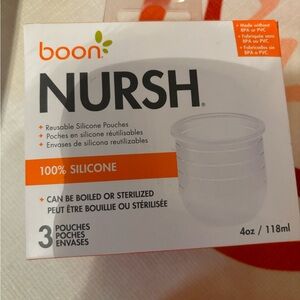 boon
NURSH®
+ Made without
BPA or PVC
+ Fabriquée sans
BPA ou PVC
+ Fabricados sin
BPA o PVC
+ Reusable Silicone Pouches
+ Poches en silicone réutilisables
+ Envases de silicona reutilizables
100% SILICONE
+ CAN BE BOILED OR STERILIZED
PEUT ÊTRE BOUILLIE OU STÉRILISÉE
3 POUCHES
POCHES
ENVASES
4oz / 118ml